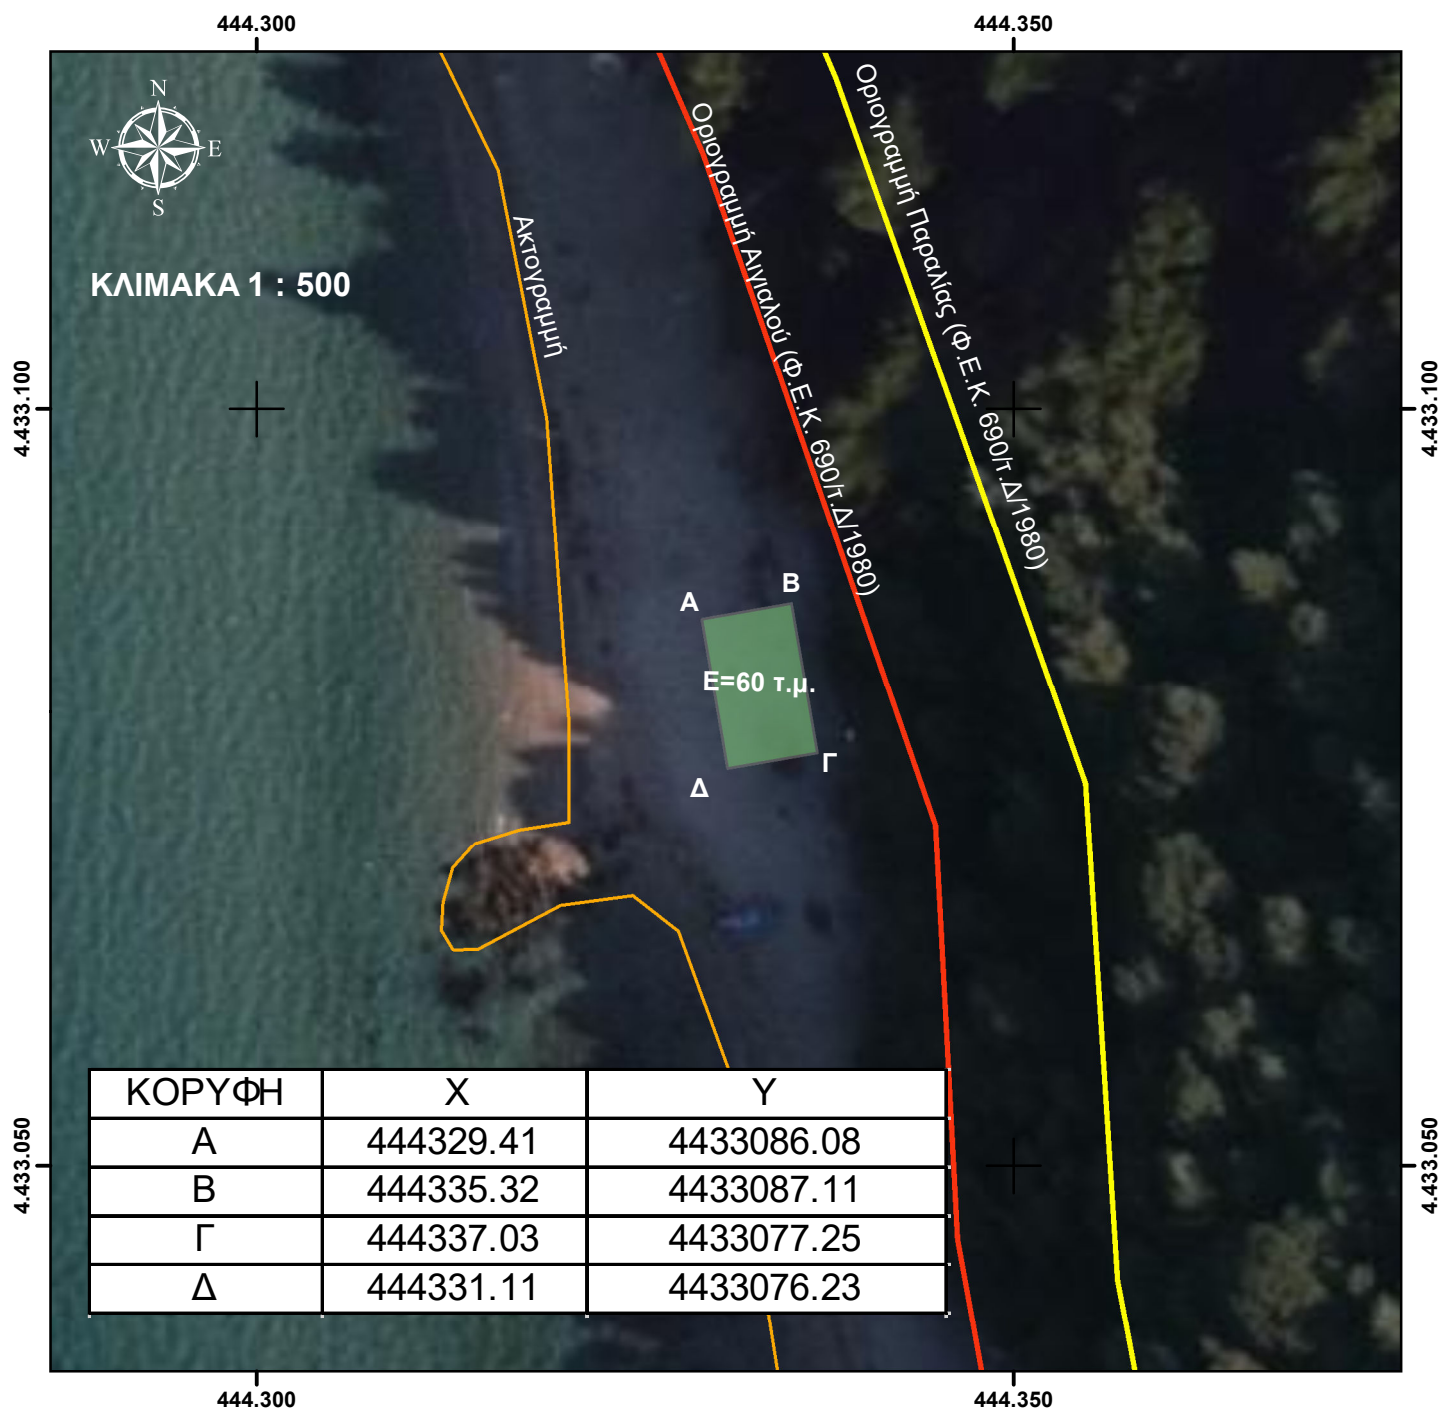 444.300
444.350
N
W
E
S
ΚΛΙΜΑΚΑ 1 : 500
Ακτογραμμή
Οριογραμμή Αιγιαλού (Φ.Ε.Κ. 690/τ.Δ/1980)
Οριογραμμή Παραλίας (Φ.Ε.Κ. 690/τ.Δ/1980)
4.433.100
4.433.100
Α
Β
Ε=60 τ.μ.
Γ
Δ
4.433.050
4.433.050
ΚΟΡΥΦΗ X Y
Α 444329.41 4433086.08
Β 444335.32 4433087.11
Γ 444337.03 4433077.25
Δ 444331.11 4433076.23
444.300
444.350